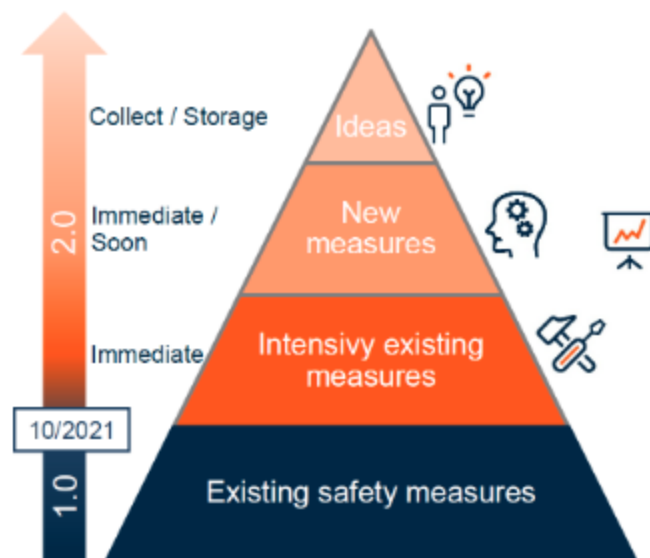 Collect / Storage
Ideas
2.0
Immediate /
Soon
New
measures
Immediate
Intensivy existing
measures
10/2021
1.0
Existing safety measures